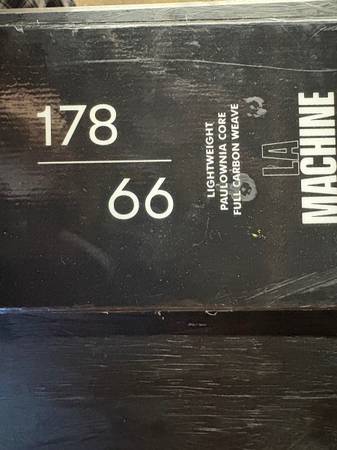 178
66
LIGHTWEIGHT
PAULOWNIA CORE
FULL CARBON WEAVE
LA
MACHINE